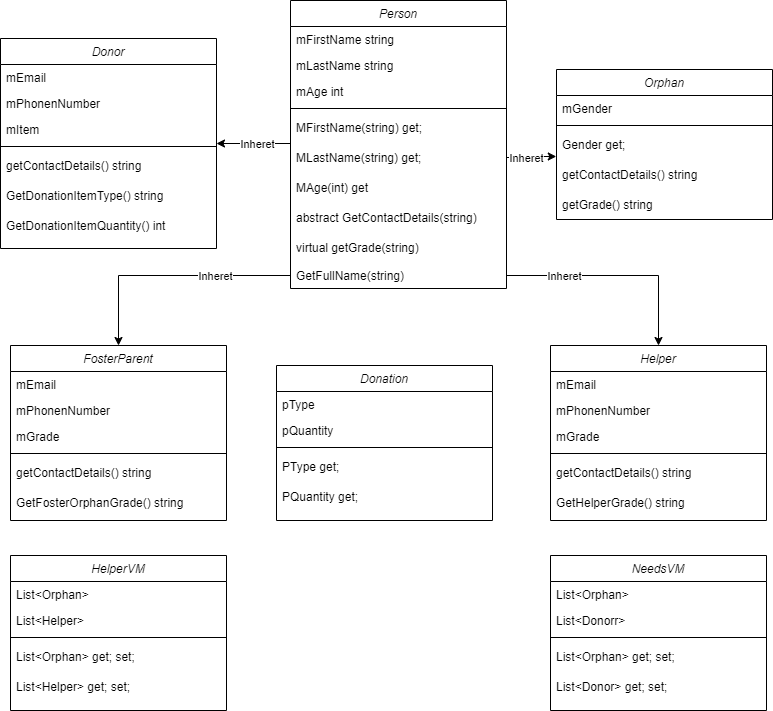 Person
mFirstName string
mLastName string
mAge int
MFirstName(string) get;
MLastName(string) get;
MAge(int) get
abstract GetContactDetails(string)
virtual getGrade(string)
GetFullName(string)
Donor
mEmail
mPhonenNumber
mItem
getContactDetails() string
GetDonationItemType() string
GetDonationItemQuantity() int
Inheret
Inheret
Orphan
mGender
Gender get;
getContactDetails() string
getGrade() string
Inheret
Inheret
FosterParent
mEmail
mPhonenNumber
mGrade
getContactDetails() string
GetFosterOrphanGrade() string
Donation
pType
pQuantity
PType get;
PQuantity get;
Helper
mEmail
mPhonenNumber
mGrade
getContactDetails() string
GetHelperGrade() string
HelperVM
List<Orphan>
List<Helper>
List<Orphan> get; set;
List<Helper> get; set;
NeedsVM
List<Orphan>
List<Donorr>
List<Orphan> get; set;
List<Donor> get; set;